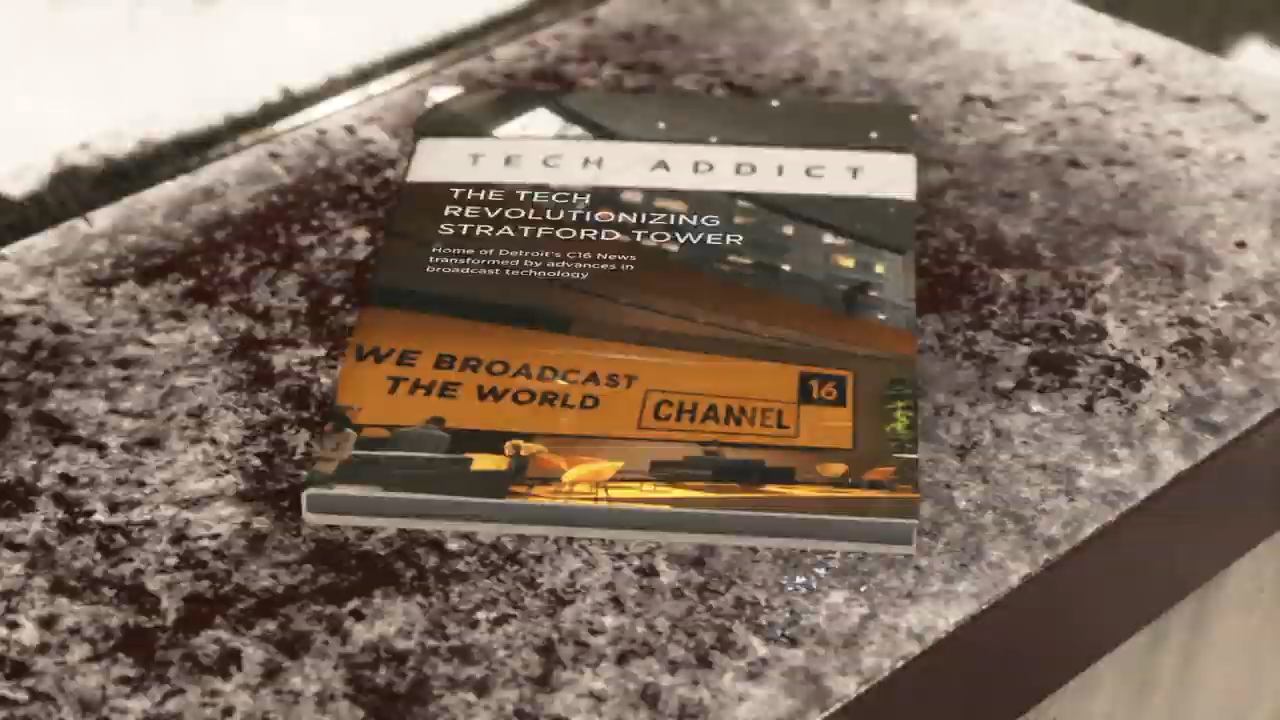 TECH ADDICT
THE TECH
REVOLUTIONIZING
STRATFORD TOWER
Home of Detroit's C16 News
transformed by advances in
broadcast technology
WE BROADCAST
THE WORLD
CHANNEL
16